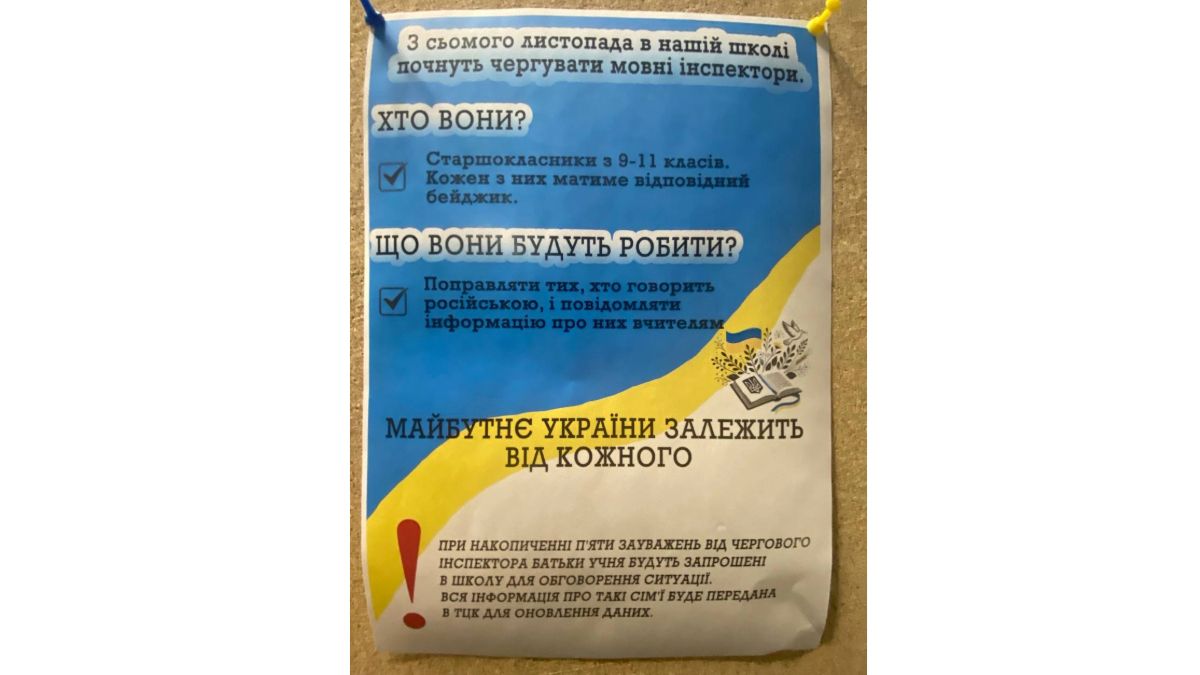 З сьомого листопада в нашій школі
почнуть чергувати мовні інспектори.
ХТО ВОНИ?
Старшокласники з 9-11 класів.
Кожен з них матиме відповідний
бейджик.
ЩО ВОНИ БУДУТЬ РОБИТИ?
Поправляти тих, хто говорить
російською, і повідомляти
інформацію про них вчителям
МАЙБУТНЄ УКРАЇНИ ЗАЛЕЖИТЬ
ВІД КОЖНОГО
ПРИ НАКОПИЧЕННІ П'ЯТИ ЗАУВАЖЕНЬ ВІД ЧЕРГОВОГО
ІНСПЕКТОРА БАТЬКИ УЧНЯ БУДУТЬ ЗАПРОШЕНІ
В ШКОЛУ ДЛЯ ОБГОВОРЕННЯ СИТУАЦІЇ.
ВСЯ ІНФОРМАЦІЯ ПРО ТАКІ СІМ'Ї БУДЕ ПЕРЕДАНА
В ТЦК ДЛЯ ОНОВЛЕННЯ ДАНИХ.